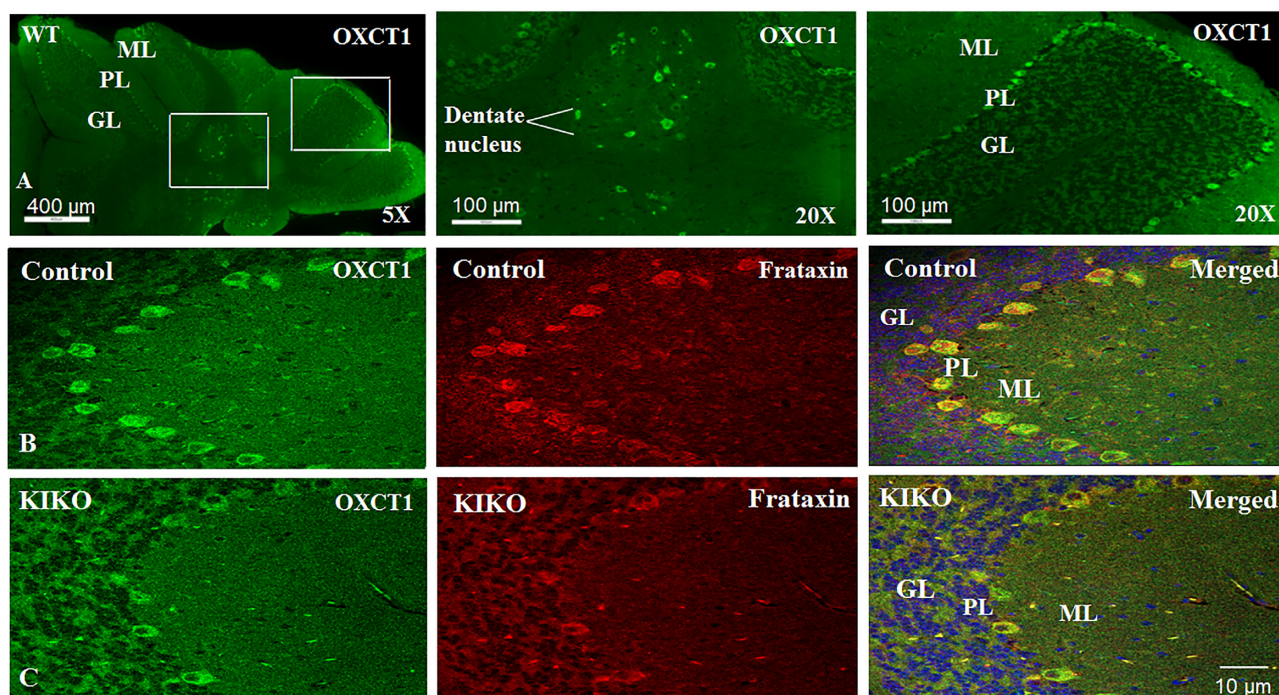 WT
ML
OXCT1
PL
GL
A
400 µm
5X
OXCT1
Dentate
nucleus
100 µm
20X
OXCT1
ML
PL
GL
100 µm
20X
Control
OXCT1
B
Control
Frataxin
Control
Merged
GL
PL
ML
KIKO
OXCT1
C
KIKO
Frataxin
KIKO
Merged
GL
PL
ML
10 µm